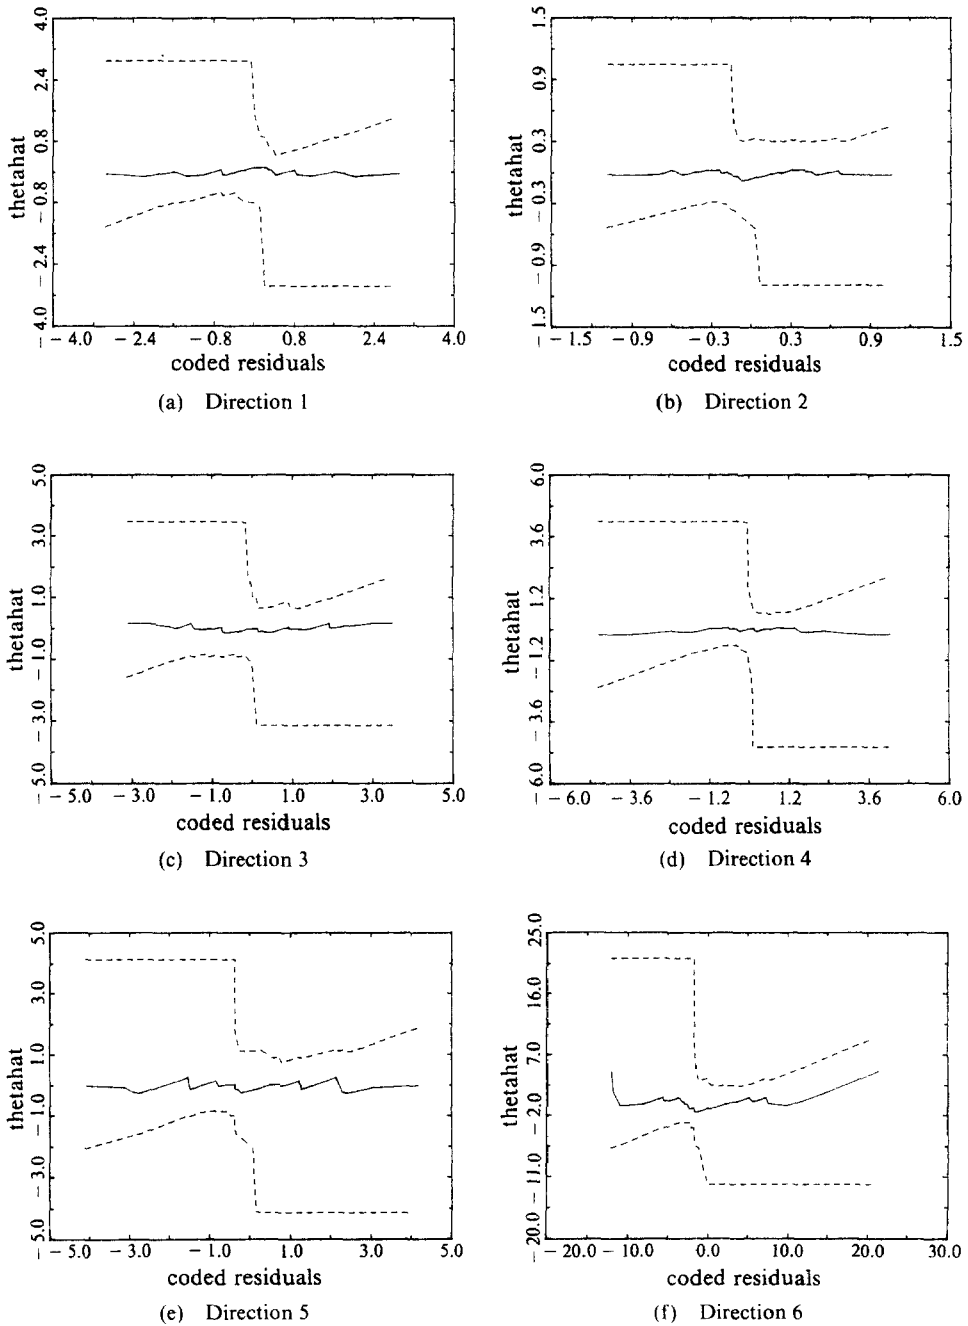 4.0
2.4
0.8
−0.8
−2.4
−4.0
thetahat
−4.0 −2.4 −0.8 0.8 2.4 4.0
coded residuals
(a) Direction 1
1.5
0.9
0.3
−0.3
−0.9
−1.5
thetahat
−1.5 −0.9 −0.3 0.3 0.9 1.5
coded residuals
(b) Direction 2
5.0
3.0
1.0
−1.0
−3.0
−5.0
thetahat
−5.0 −3.0 −1.0 1.0 3.0 5.0
coded residuals
(c) Direction 3
6.0
3.6
1.2
−1.2
−3.6
−6.0
thetahat
−6.0 −3.6 −1.2 1.2 3.6 6.0
coded residuals
(d) Direction 4
5.0
3.0
1.0
−1.0
−3.0
−5.0
thetahat
−5.0 −3.0 −1.0 1.0 3.0 5.0
coded residuals
(e) Direction 5
25.0
16.0
7.0
−2.0
−11.0
−20.0
thetahat
−20.0 −10.0 0.0 10.0 20.0 30.0
coded residuals
(f) Direction 6